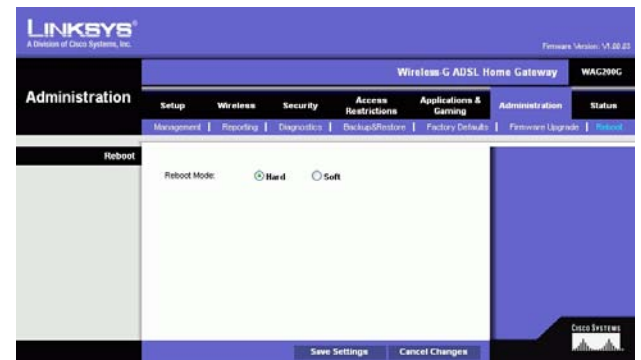 LINKSYS®
A Division of Cisco Systems, Inc.
Firmware Version: V1.00.03
Wireless-G ADSL Home Gateway WAG200G
Administration
Setup Wireless Security Access Restrictions Applications & Gaming Administration Status
Management | Reporting | Diagnostics | Backup&Restore | Factory Defaults | Firmware Upgrade | Reboot
Reboot
Reboot Mode: Hard Soft
Save Settings Cancel Changes
CISCO SYSTEMS